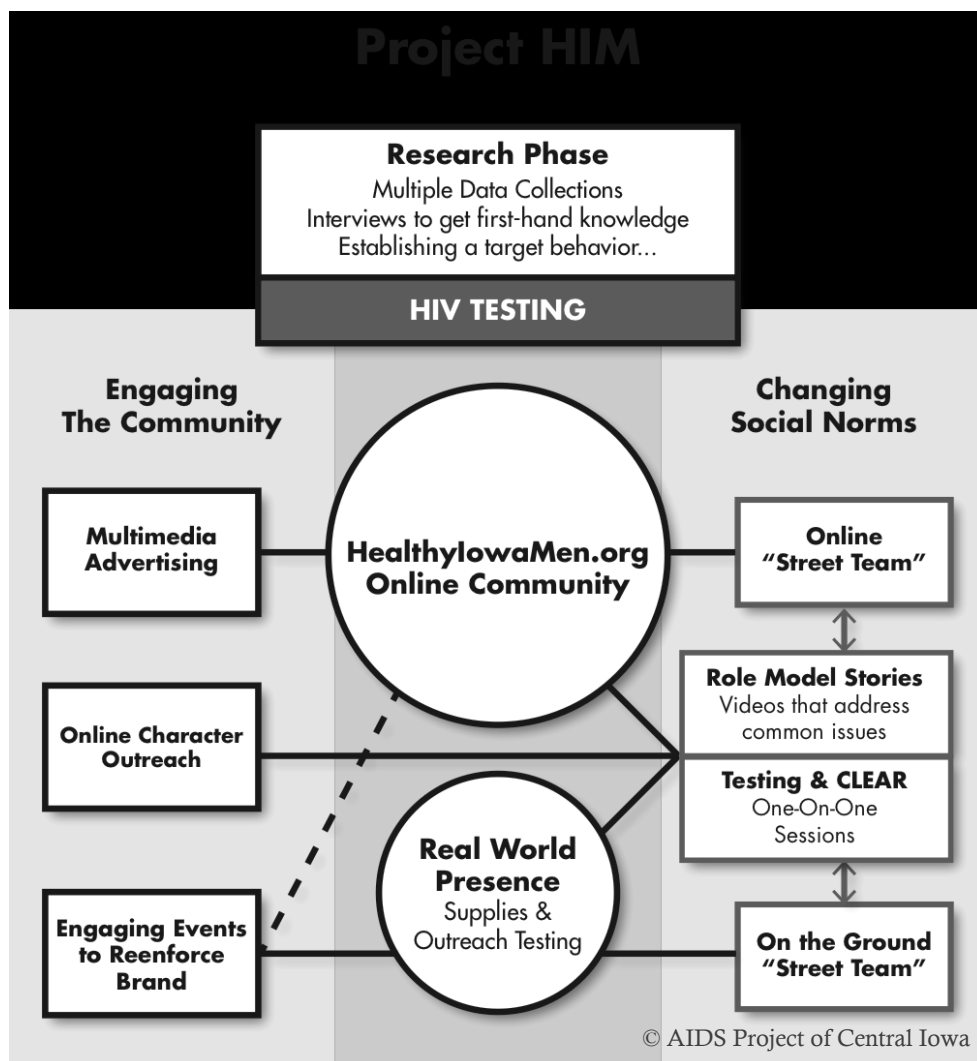 Project HIM
Research Phase
Multiple Data Collections
Interviews to get first-hand knowledge
Establishing a target behavior...
HIV TESTING
Engaging
The Community
Multimedia
Advertising
Online Character
Outreach
Engaging Events
to Reenforce
Brand
HealthyIowaMen.org
Online Community
Real World
Presence
Supplies &
Outreach Testing
Changing
Social Norms
Online
“Street Team”
Role Model Stories
Videos that address
common issues
Testing & CLEAR
One-On-One
Sessions
On the Ground
“Street Team”
© AIDS Project of Central Iowa